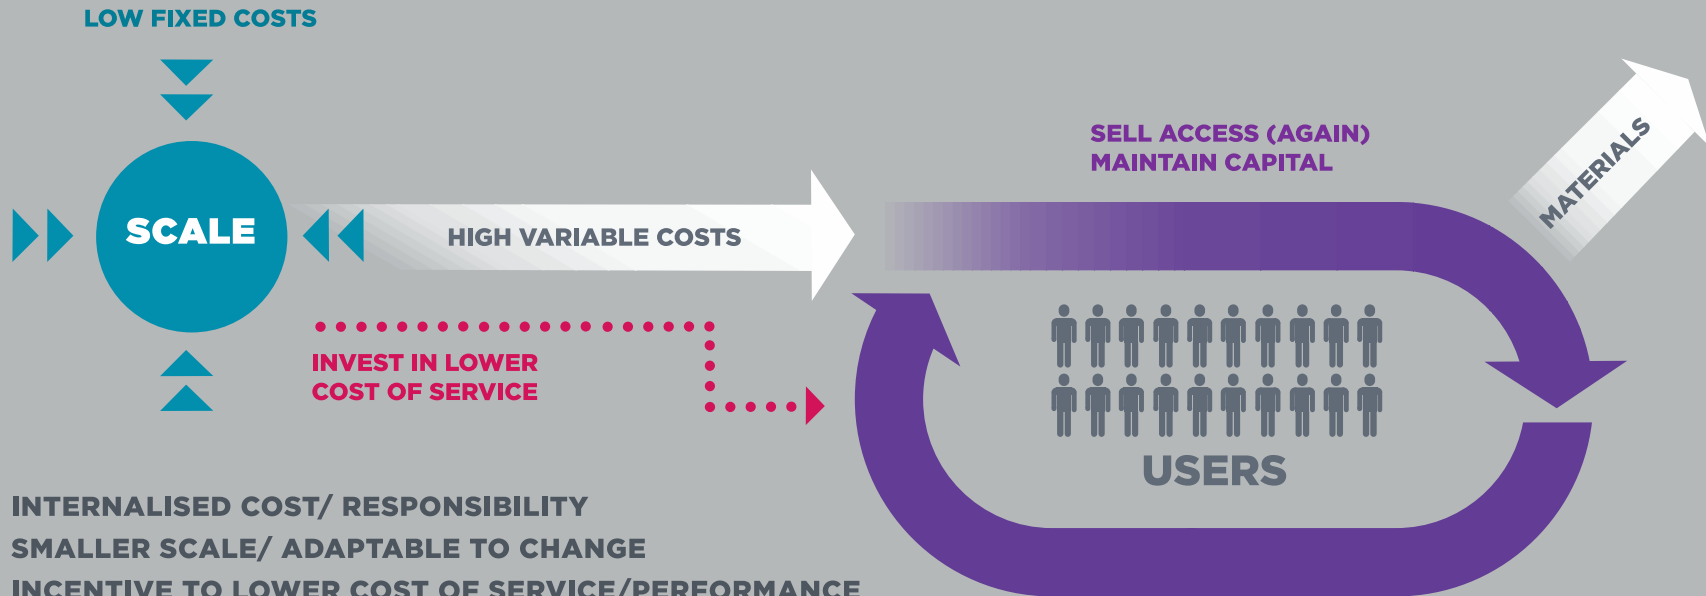 LOW FIXED COSTS
SELL ACCESS (AGAIN)
MAINTAIN CAPITAL
MATERIALS
SCALE
HIGH VARIABLE COSTS
INVEST IN LOWER
COST OF SERVICE
USERS
INTERNALISED COST/ RESPONSIBILITY
SMALLER SCALE/ ADAPTABLE TO CHANGE
INCENTIVE TO LOWER COST OF SERVICE/PERFORMANCE